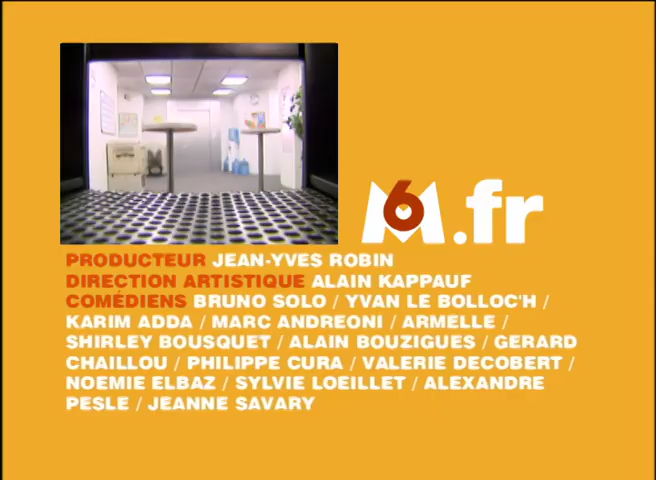 M6.fr
PRODUCTEUR JEAN-YVES ROBIN
DIRECTION ARTISTIQUE ALAIN KAPPAUF
COMÉDIENS BRUNO SOLO / YVAN LE BOLLOC'H /
KARIM ADDA / MARC ANDREONI / ARMELLE /
SHIRLEY BOUSQUET / ALAIN BOUZIGUES / GERARD
CHAILLOU / PHILIPPE CURA / VALERIE DECOBERT /
NOEMIE ELBAZ / SYLVIE LOEILLET / ALEXANDRE
PESLE / JEANNE SAVARY